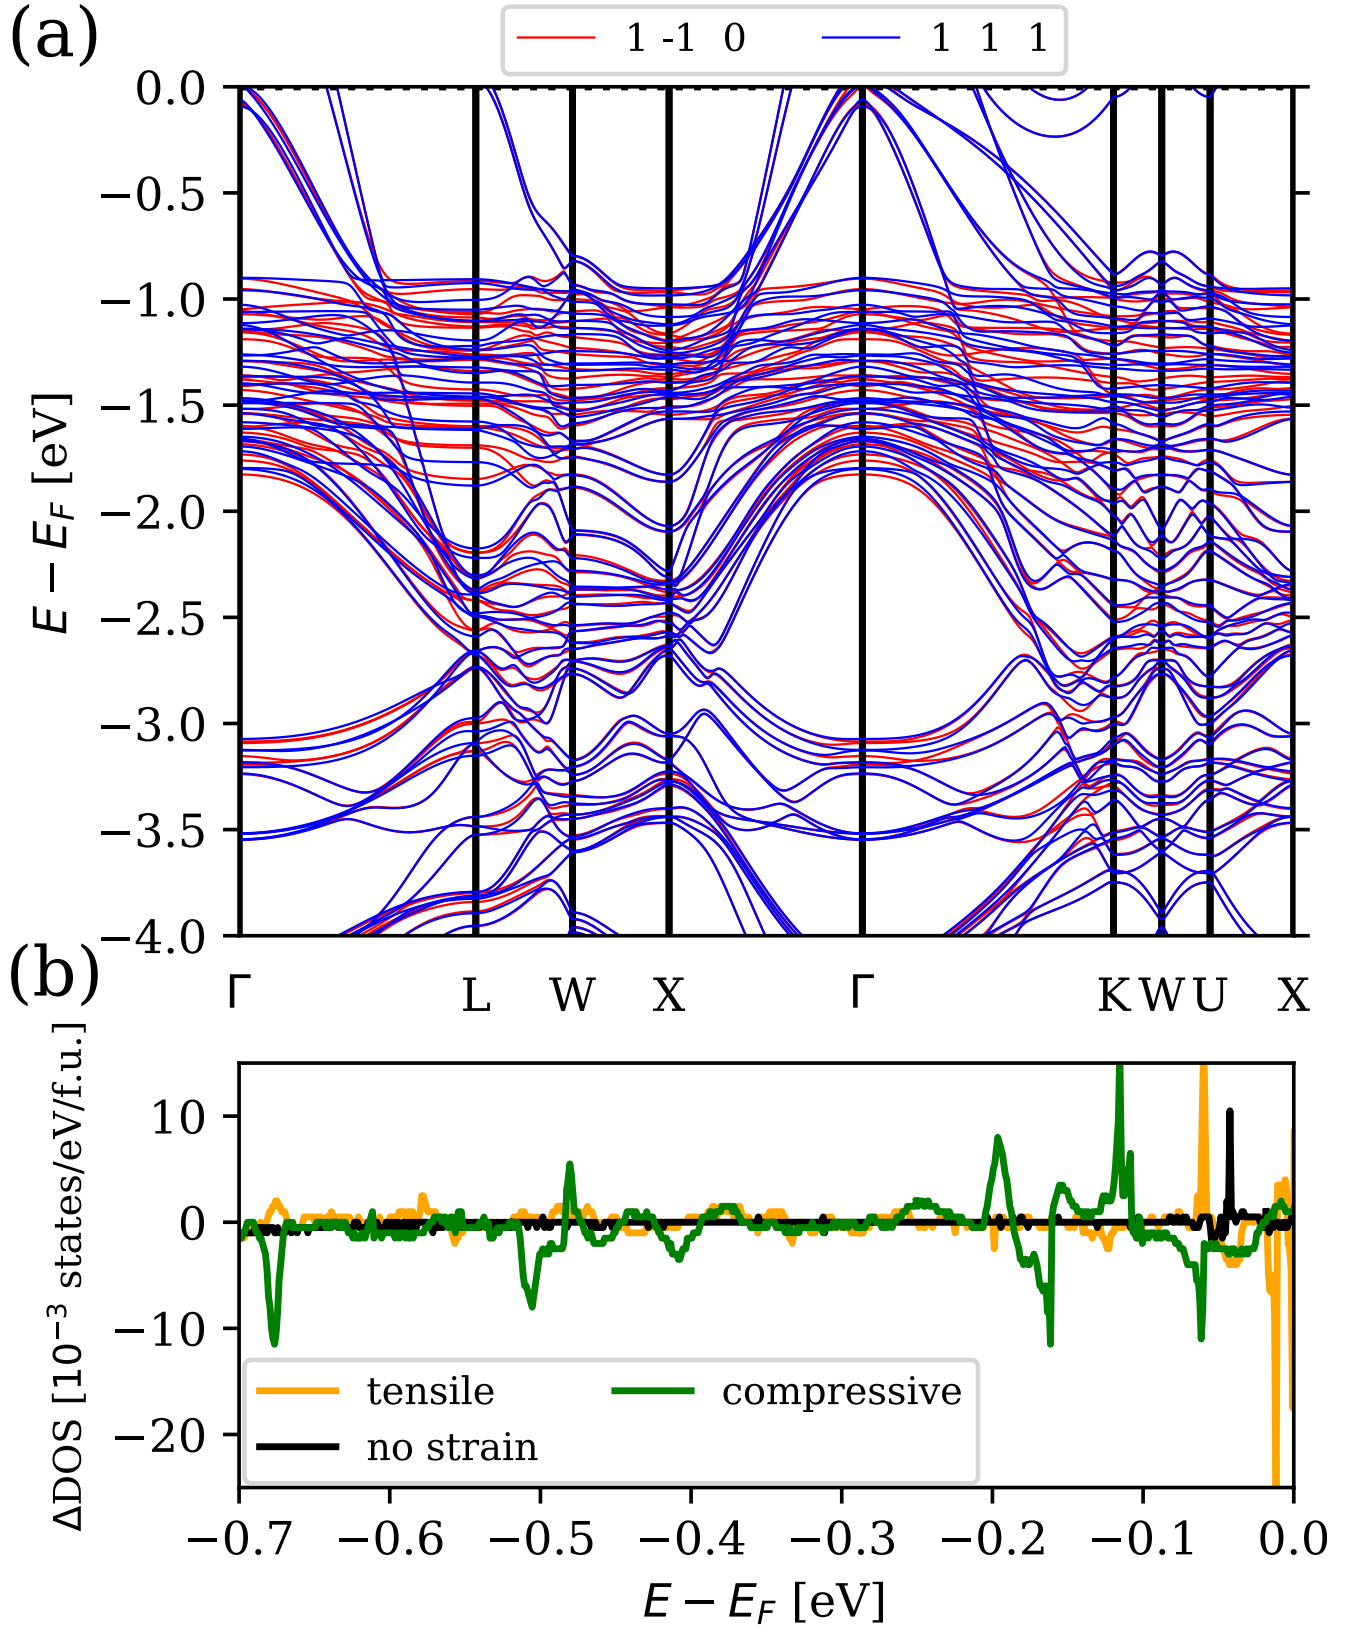 (a)
1 -1 0
1 1 1
0.0
−0.5
−1.0
−1.5
−2.0
−2.5
−3.0
−3.5
−4.0
E − E_F [eV]
Γ L W X Γ K W U X
(b)
10
0
−10
−20
ΔDOS [10⁻³ states/eV/f.u.]
tensile
compressive
no strain
−0.7 −0.6 −0.5 −0.4 −0.3 −0.2 −0.1 0.0
E − E_F [eV]